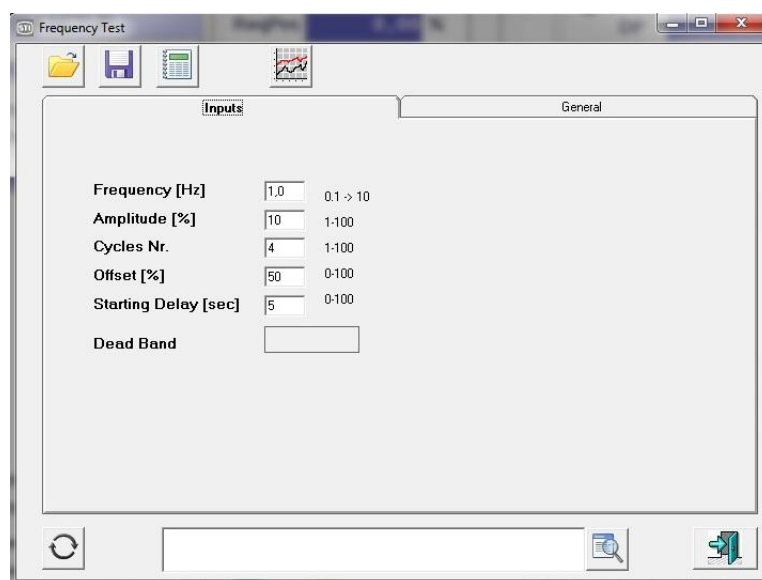 STI Frequency Test
Inputs
General
Frequency [Hz] 1,0 0.1 -> 10
Amplitude [%] 10 1-100
Cycles Nr. 4 1-100
Offset [%] 50 0-100
Starting Delay [sec] 5 0-100
Dead Band